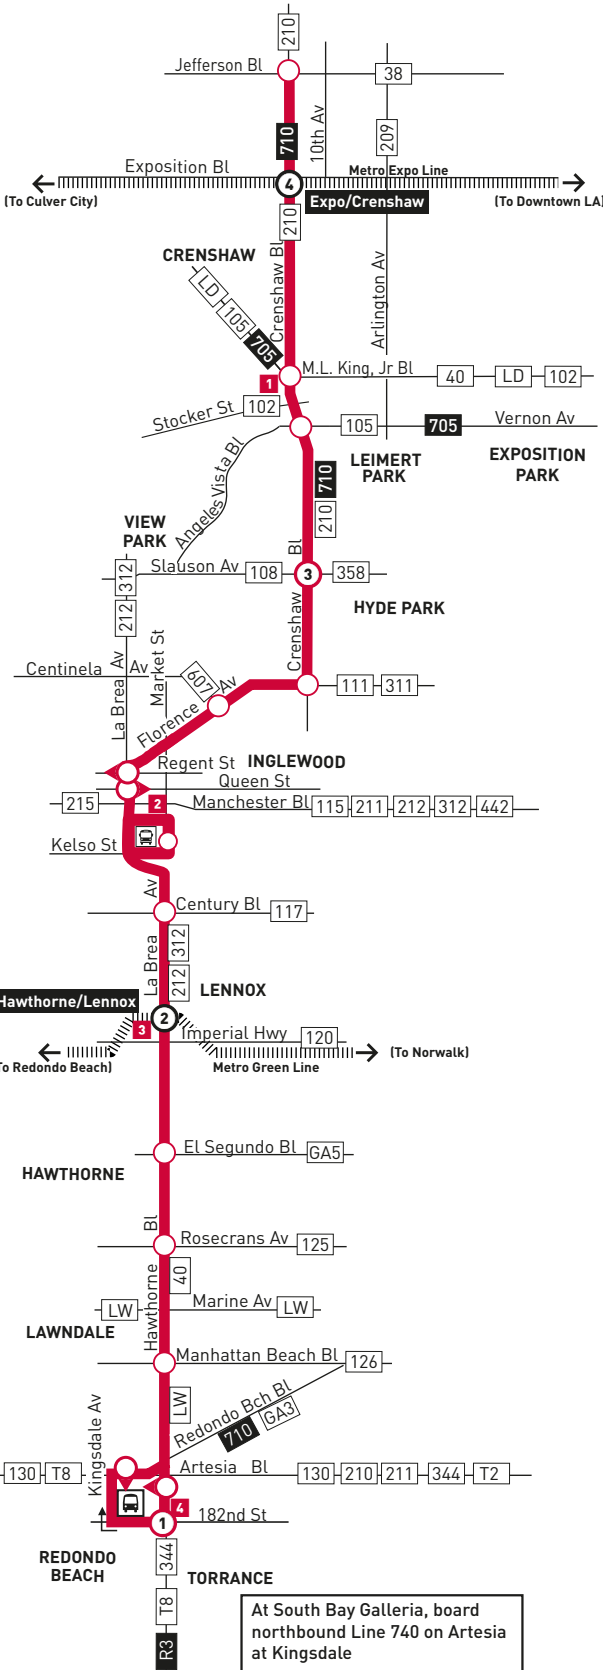 210
Jefferson Bl
38
710
10th Av
209
Exposition Bl
Metro Expo Line
4
(To Culver City)
Expo/Crenshaw
(To Downtown LA)
210
CRENSHAW
Crenshaw Bl
Arlington Av
LD
105
705
1
M.L. King, Jr Bl
40
LD
102
Stocker St
102
105
705
Vernon Av
Angeles Vista Bl
LEIMERT
PARK
EXPOSITION
PARK
710
210
VIEW
PARK
Bl
312
Slauson Av
108
3
358
212
HYDE PARK
Market St
Crenshaw
Centinela Av
La Brea Av
607
Florence Av
111
311
Regent St
INGLEWOOD
Queen St
215
2
Manchester Bl
115
211
212
312
442
Kelso St
Av
Century Bl
117
La Brea
312
212
LENNOX
Hawthorne/Lennox
2
3
Imperial Hwy
120
To Redondo Beach)
Metro Green Line
(To Norwalk)
El Segundo Bl
GA5
HAWTHORNE
Bl
Rosecrans Av
125
40
Hawthorne
LW
Marine Av
LW
LAWNDALE
Manhattan Beach Bl
126
LW
Redondo Bch Bl
710
GA3
Kingsdale Av
130
T8
Artesia Bl
130
210
211
344
T2
4
1
182nd St
REDONDO
BEACH
344
TORRANCE
T8
R3
At South Bay Galleria, board
northbound Line 740 on Artesia
at Kingsdale